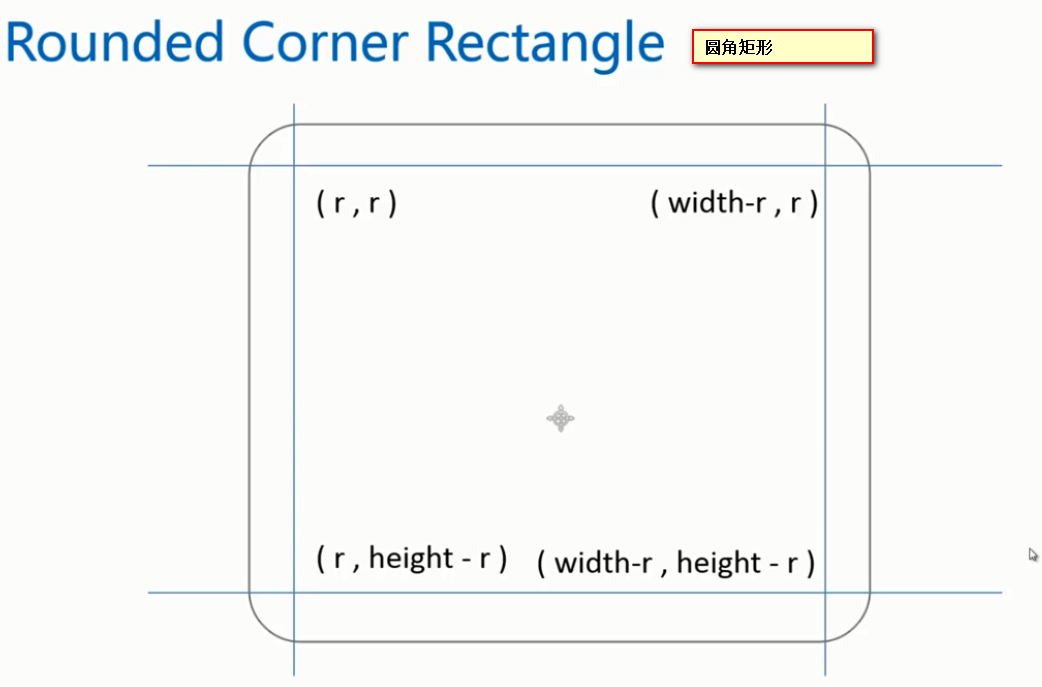 Rounded Corner Rectangle
圆角矩形
( r , r )
( width-r , r )
( r , height - r )
( width-r , height - r )